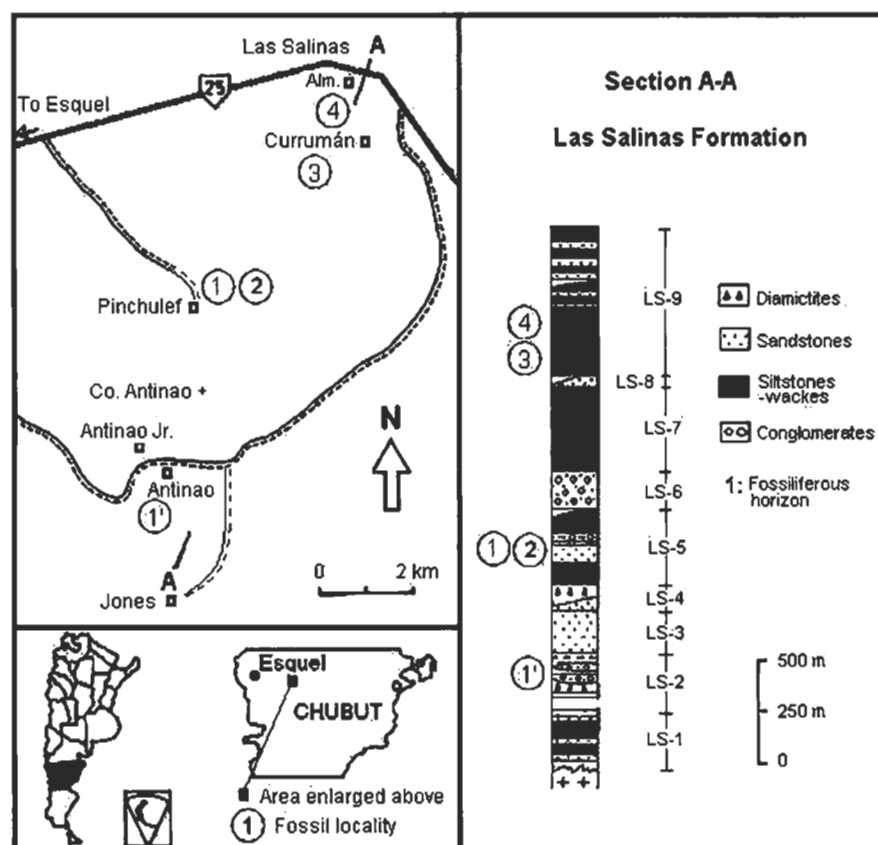 Las Salinas
A
25
To Esquel
Alm.
4
Currumán
3
1 2
Pinchulef
Co. Antinao +
Antinao Jr.
N
Antinao
1'
A
0 2 km
Jones
Esquel
CHUBUT
Area enlarged above
1 Fossil locality
Section A-A
Las Salinas Formation
4
3
1 2
1'
LS-9
LS-8
LS-7
LS-6
LS-5
LS-4
LS-3
LS-2
LS-1
Diamictites
Sandstones
Siltstones
-wackes
Conglomerates
1: Fossiliferous
horizon
500 m
250 m
0